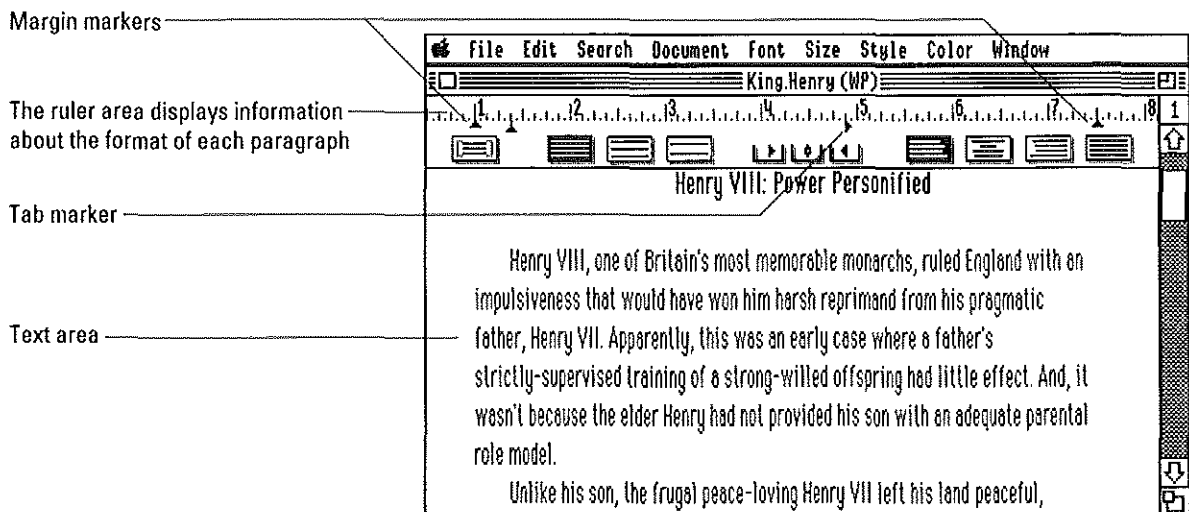 Margin markers
File Edit Search Document Font Size Style Color Window
King.Henry (WP)
The ruler area displays information
about the format of each paragraph
1 2 3 4 5 6 7 8 1
Henry VIII: Power Personified
Tab marker
Henry VIII, one of Britain's most memorable monarchs, ruled England with an
impulsiveness that would have won him harsh reprimand from his pragmatic
Text area
father, Henry VII. Apparently, this was an early case where a father's
strictly-supervised training of a strong-willed offspring had little effect. And, it
wasn't because the elder Henry had not provided his son with an adequate parental
role model.
Unlike his son, the frugal peace-loving Henry VII left his land peaceful,